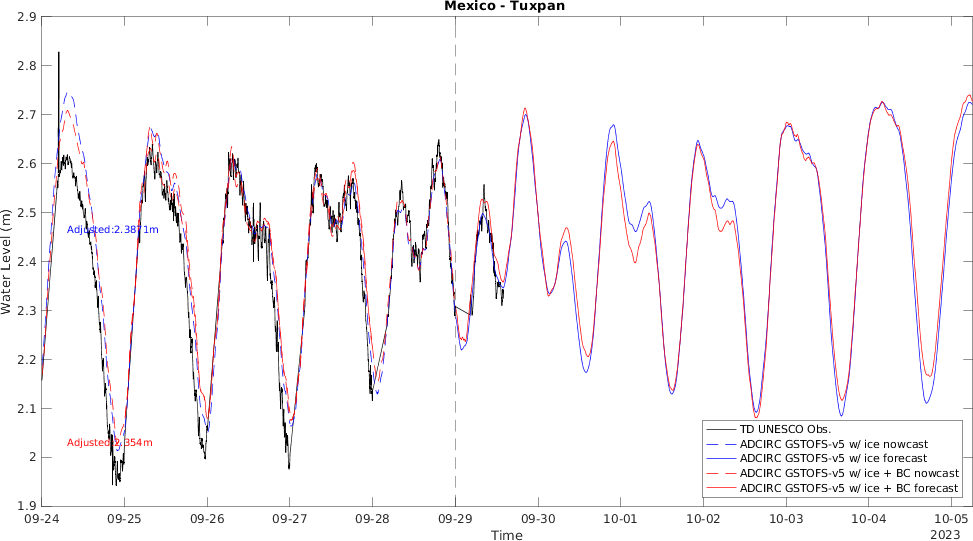 Mexico - Tuxpan
2.9
2.8
2.7
2.6
2.5
2.4
2.3
2.2
2.1
2
1.9
Water Level (m)
Adjusted:2.3871m
Adjusted:2.354m
TD UNESCO Obs.
ADCIRC GSTOFS-v5 w/ ice nowcast
ADCIRC GSTOFS-v5 w/ ice forecast
ADCIRC GSTOFS-v5 w/ ice + BC nowcast
ADCIRC GSTOFS-v5 w/ ice + BC forecast
09-24 09-25 09-26 09-27 09-28 09-29 09-30 10-01 10-02 10-03 10-04 10-05
Time
2023